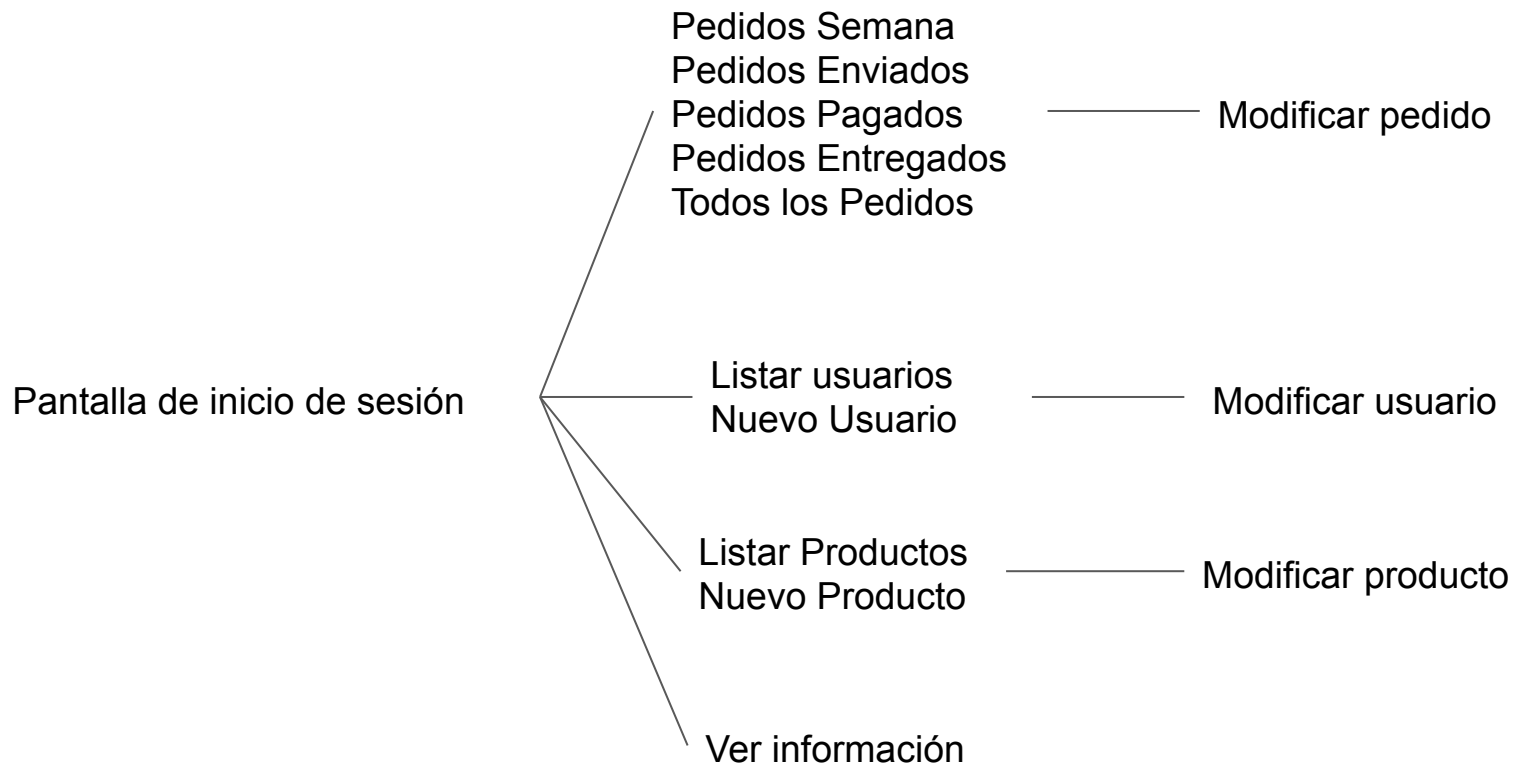 Pedidos Semana
Pedidos Enviados
Pedidos Pagados
Pedidos Entregados
Todos los Pedidos
Modificar pedido
Pantalla de inicio de sesión
Listar usuarios
Nuevo Usuario
Modificar usuario
Listar Productos
Nuevo Producto
Modificar producto
Ver información